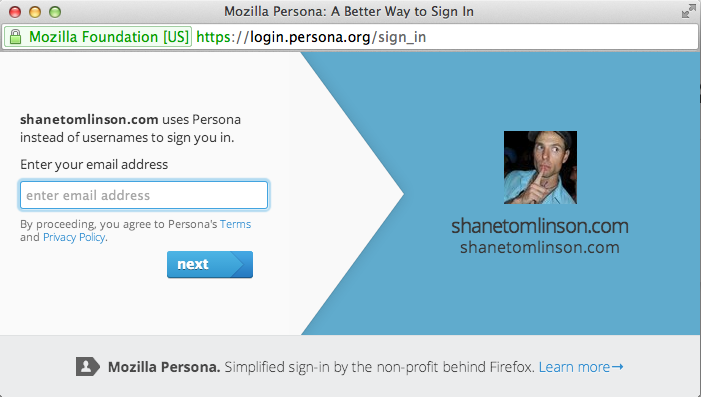 Mozilla Persona: A Better Way to Sign In
Mozilla Foundation [US] https://login.persona.org/sign_in
shanetomlinson.com uses Persona
instead of usernames to sign you in.
Enter your email address
enter email address
By proceeding, you agree to Persona's Terms
and Privacy Policy.
next
shanetomlinson.com
shanetomlinson.com
Mozilla Persona. Simplified sign-in by the non-profit behind Firefox. Learn more→